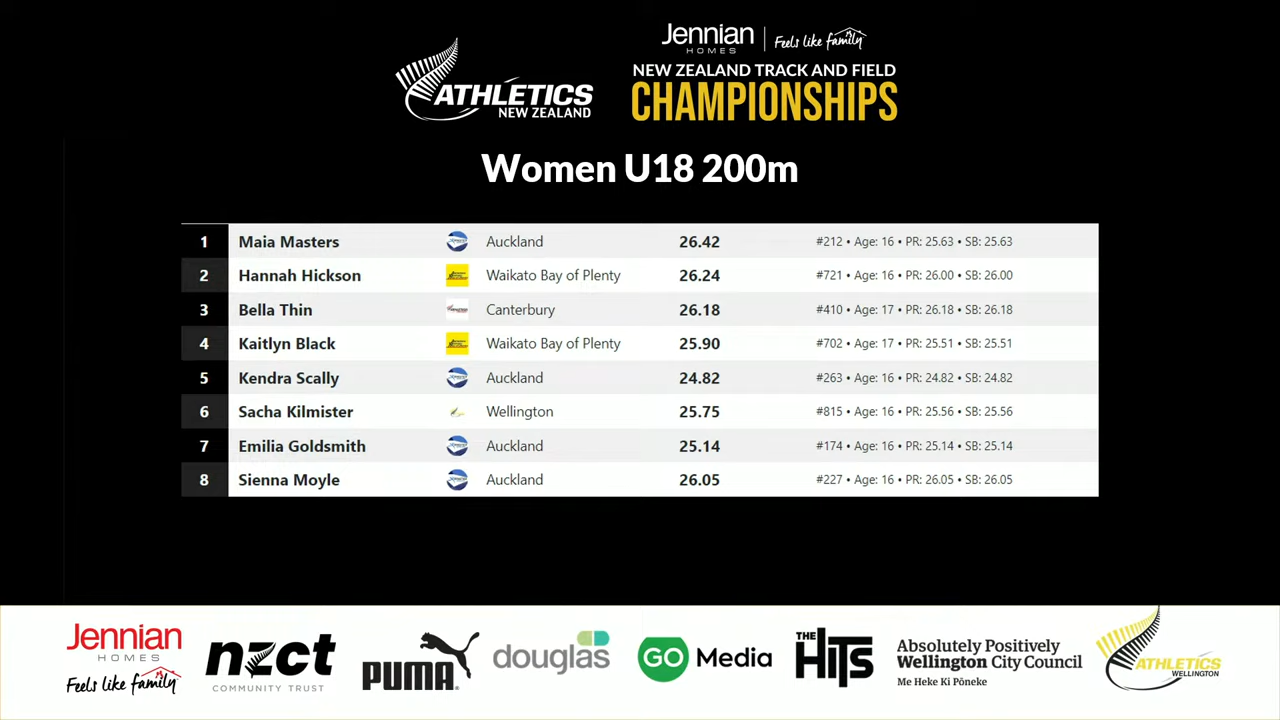 Jennian
HOMES
Feels like family
ATHLETICS
NEW ZEALAND
NEW ZEALAND TRACK AND FIELD
CHAMPIONSHIPS
Women U18 200m
1 Maia Masters Auckland 26.42 #212 • Age: 16 • PR: 25.63 • SB: 25.63
2 Hannah Hickson Waikato Bay of Plenty 26.24 #721 • Age: 16 • PR: 26.00 • SB: 26.00
3 Bella Thin Canterbury 26.18 #410 • Age: 17 • PR: 26.18 • SB: 26.18
4 Kaitlyn Black Waikato Bay of Plenty 25.90 #702 • Age: 17 • PR: 25.51 • SB: 25.51
5 Kendra Scally Auckland 24.82 #263 • Age: 16 • PR: 24.82 • SB: 24.82
6 Sacha Kilmister Wellington 25.75 #815 • Age: 16 • PR: 25.56 • SB: 25.56
7 Emilia Goldsmith Auckland 25.14 #174 • Age: 16 • PR: 25.14 • SB: 25.14
8 Sienna Moyle Auckland 26.05 #227 • Age: 16 • PR: 26.05 • SB: 26.05
Jennian
HOMES
Feels like family
nzct
COMMUNITY TRUST
PUMA
douglas
GO Media
THE HITS
Absolutely Positively
Wellington City Council
Me Heke Ki Pōneke
ATHLETICS
WELLINGTON